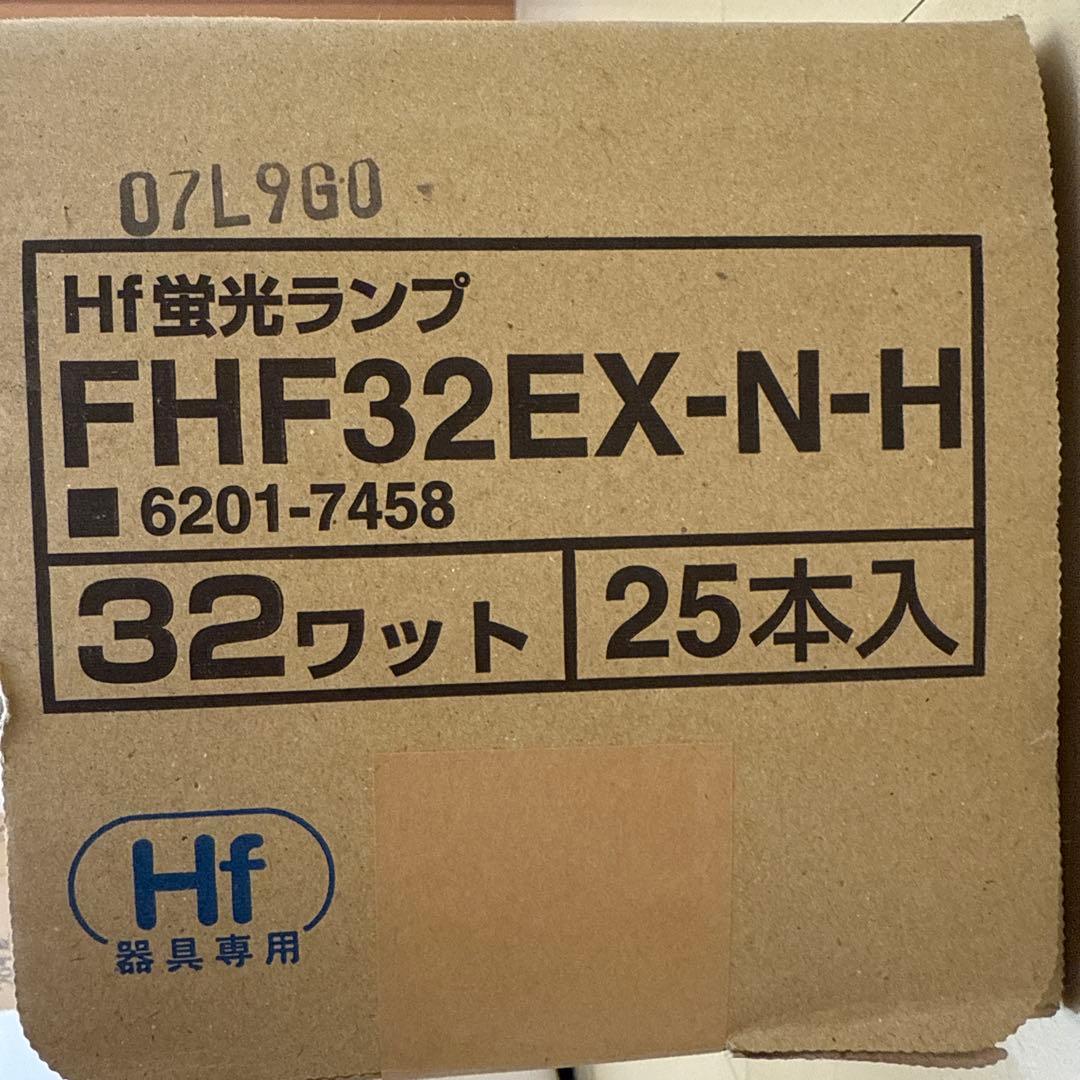 07L9G0
Hf蛍光ランプ
FHF32EX-N-H
■ 6201-7458
32ワット
25本入
Hf
器具専用